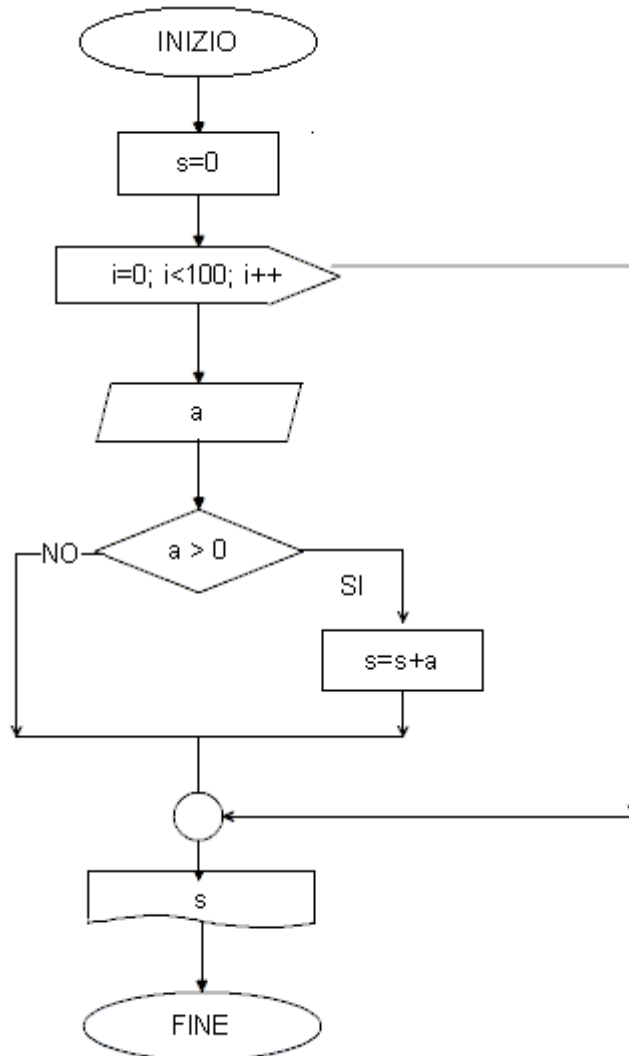 INIZIO
s=0
i=0; i<100; i++
a
a > 0
NO
SI
s=s+a
s
FINE